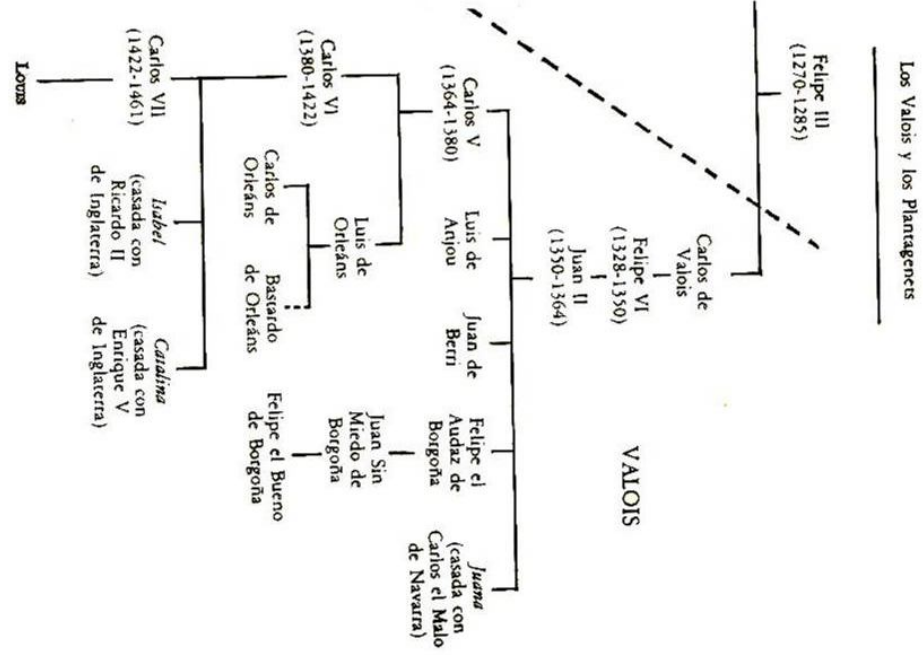 Los Valois y los Plantagenets
Felipe III
(1270-1285)
Carlos de
Valois
Felipe VI
(1328-1350)
Juan II
(1350-1364)
VALOIS
Carlos V
(1364-1380)
Luis de
Anjou
Juan de
Berri
Felipe el
Audaz de
Borgoña
Juana
(casada con
Carlos el Malo
de Navarra)
Carlos VI
(1380-1422)
Luis de
Orleáns
Juan Sin
Miedo de
Borgoña
Carlos de
Orleáns
Bastardo
de Orleáns
Felipe el Bueno
de Borgoña
Carlos VII
(1422-1461)
Isabel
(casada con
Ricardo II
de Inglaterra)
Catalina
(casada con
Enrique V
de Inglaterra)
Louis